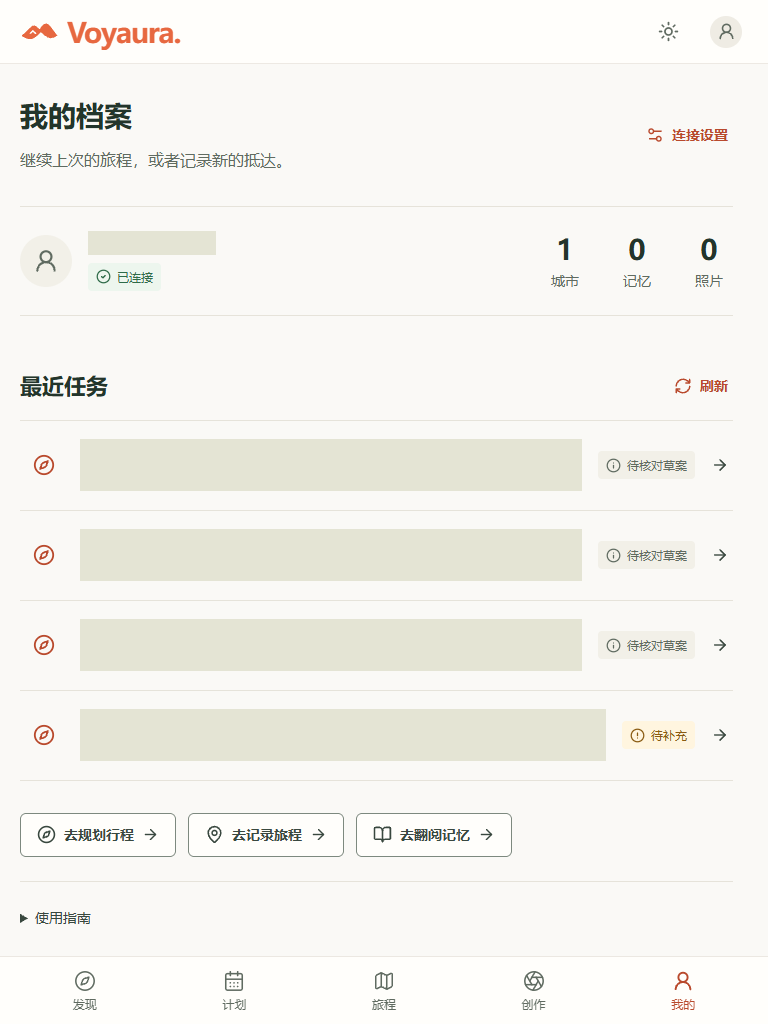 Voyaura.
我的档案
继续上次的旅程，或者记录新的抵达。
连接设置
已连接
1
城市
0
记忆
0
照片
最近任务
刷新
待核对草案
待核对草案
待核对草案
待补充
去规划行程
去记录旅程
去翻阅记忆
使用指南
发现
计划
旅程
创作
我的